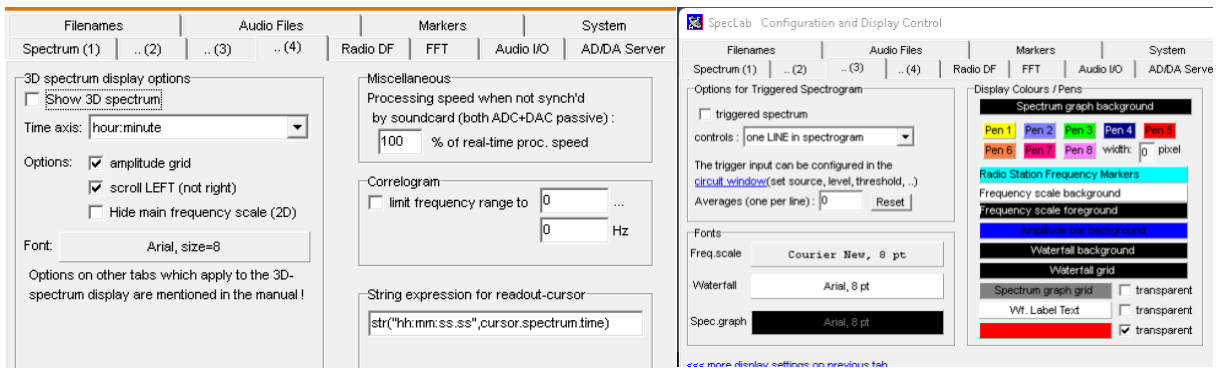 Filenames Audio Files Markers System
Spectrum (1) .. (2) .. (3) .. (4) Radio DF FFT Audio I/O AD/DA Server
3D spectrum display options
Show 3D spectrum
Time axis: hour:minute
Options: amplitude grid
scroll LEFT (not right)
Hide main frequency scale (2D)
Font: Arial, size=8
Options on other tabs which apply to the 3D-
spectrum display are mentioned in the manual !
Miscellaneous
Processing speed when not synch'd
by soundcard (both ADC+DAC passive) :
100 % of real-time proc. speed
Correlogram
limit frequency range to 0 ...
0 Hz
String expression for readout-cursor
str("hh:mm:ss.ss",cursor.spectrum.time)
SpecLab Configuration and Display Control
Filenames Audio Files Markers System
Spectrum (1) .. (2) .. (3) .. (4) Radio DF FFT Audio I/O AD/DA Serve
Options for Triggered Spectrogram
triggered spectrum
controls : one LINE in spectrogram
The trigger input can be configured in the
circuit window(set source, level, threshold, ..)
Averages (one per line) : 0 Reset
Fonts
Freq.scale Courier New, 8 pt
Waterfall Arial, 8 pt
Spec.graph Arial, 8 pt
<<< more display settings on previous tab
Display Colours / Pens
Spectrum graph background
Pen 1 Pen 2 Pen 3 Pen 4 Pen 5
Pen 6 Pen 7 Pen 8 width: 0 pixel
Radio Station Frequency Markers
Frequency scale background
Frequency scale foreground
Amplitude bar background
Waterfall background
Waterfall grid
Spectrum graph grid transparent
Wf. Label Text transparent
transparent